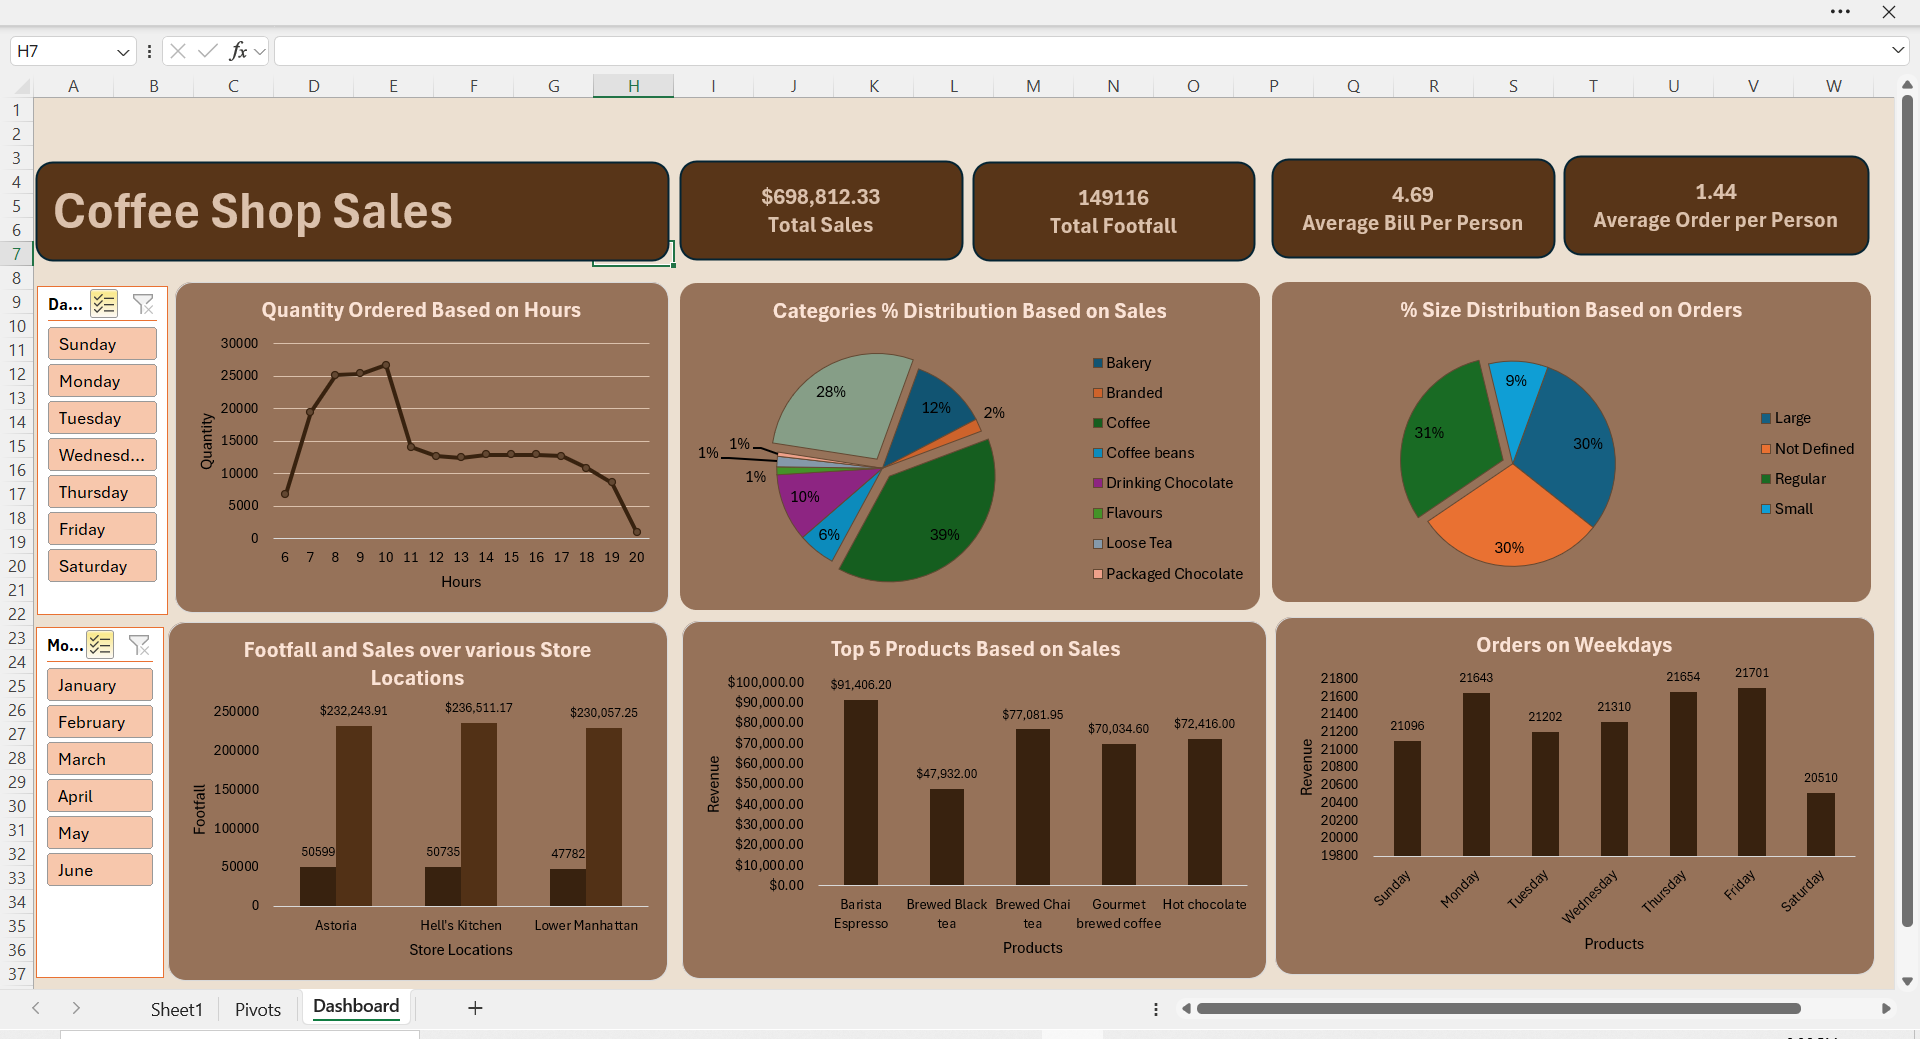 H7
fx
A B C D E F G H I J K L M N O P Q R S T U V W
1
2
3
4
5
6
7
8
9
10
11
12
13
14
15
16
17
18
19
20
21
22
23
24
25
26
27
28
29
30
31
32
33
34
35
36
37
Coffee Shop Sales
$698,812.33
Total Sales
149116
Total Footfall
4.69
Average Bill Per Person
1.44
Average Order per Person
Da...
Sunday
Monday
Tuesday
Wednesd...
Thursday
Friday
Saturday
Quantity Ordered Based on Hours
30000
25000
20000
15000
10000
5000
0
Quantity
6 7 8 9 10 11 12 13 14 15 16 17 18 19 20
Hours
Categories % Distribution Based on Sales
28%
12%
2%
1%
1%
1%
10%
6%
39%
Bakery
Branded
Coffee
Coffee beans
Drinking Chocolate
Flavours
Loose Tea
Packaged Chocolate
% Size Distribution Based on Orders
9%
31%
30%
30%
Large
Not Defined
Regular
Small
Mo...
January
February
March
April
May
June
Footfall and Sales over various Store
Locations
250000
200000
150000
100000
50000
0
Footfall
$232,243.91
$236,511.17
$230,057.25
50599
50735
47782
Astoria
Hell's Kitchen
Lower Manhattan
Store Locations
Top 5 Products Based on Sales
$100,000.00
$90,000.00
$80,000.00
$70,000.00
$60,000.00
$50,000.00
$40,000.00
$30,000.00
$20,000.00
$10,000.00
$0.00
Revenue
$91,406.20
$47,932.00
$77,081.95
$70,034.60
$72,416.00
Barista
Espresso
Brewed Black
tea
Brewed Chai
tea
Gourmet
brewed coffee
Hot chocolate
Products
Orders on Weekdays
21800
21600
21400
21200
21000
20800
20600
20400
20200
20000
19800
Revenue
21096
21643
21202
21310
21654
21701
20510
Sunday
Monday
Tuesday
Wednesday
Thursday
Friday
Saturday
Products
Sheet1
Pivots
Dashboard